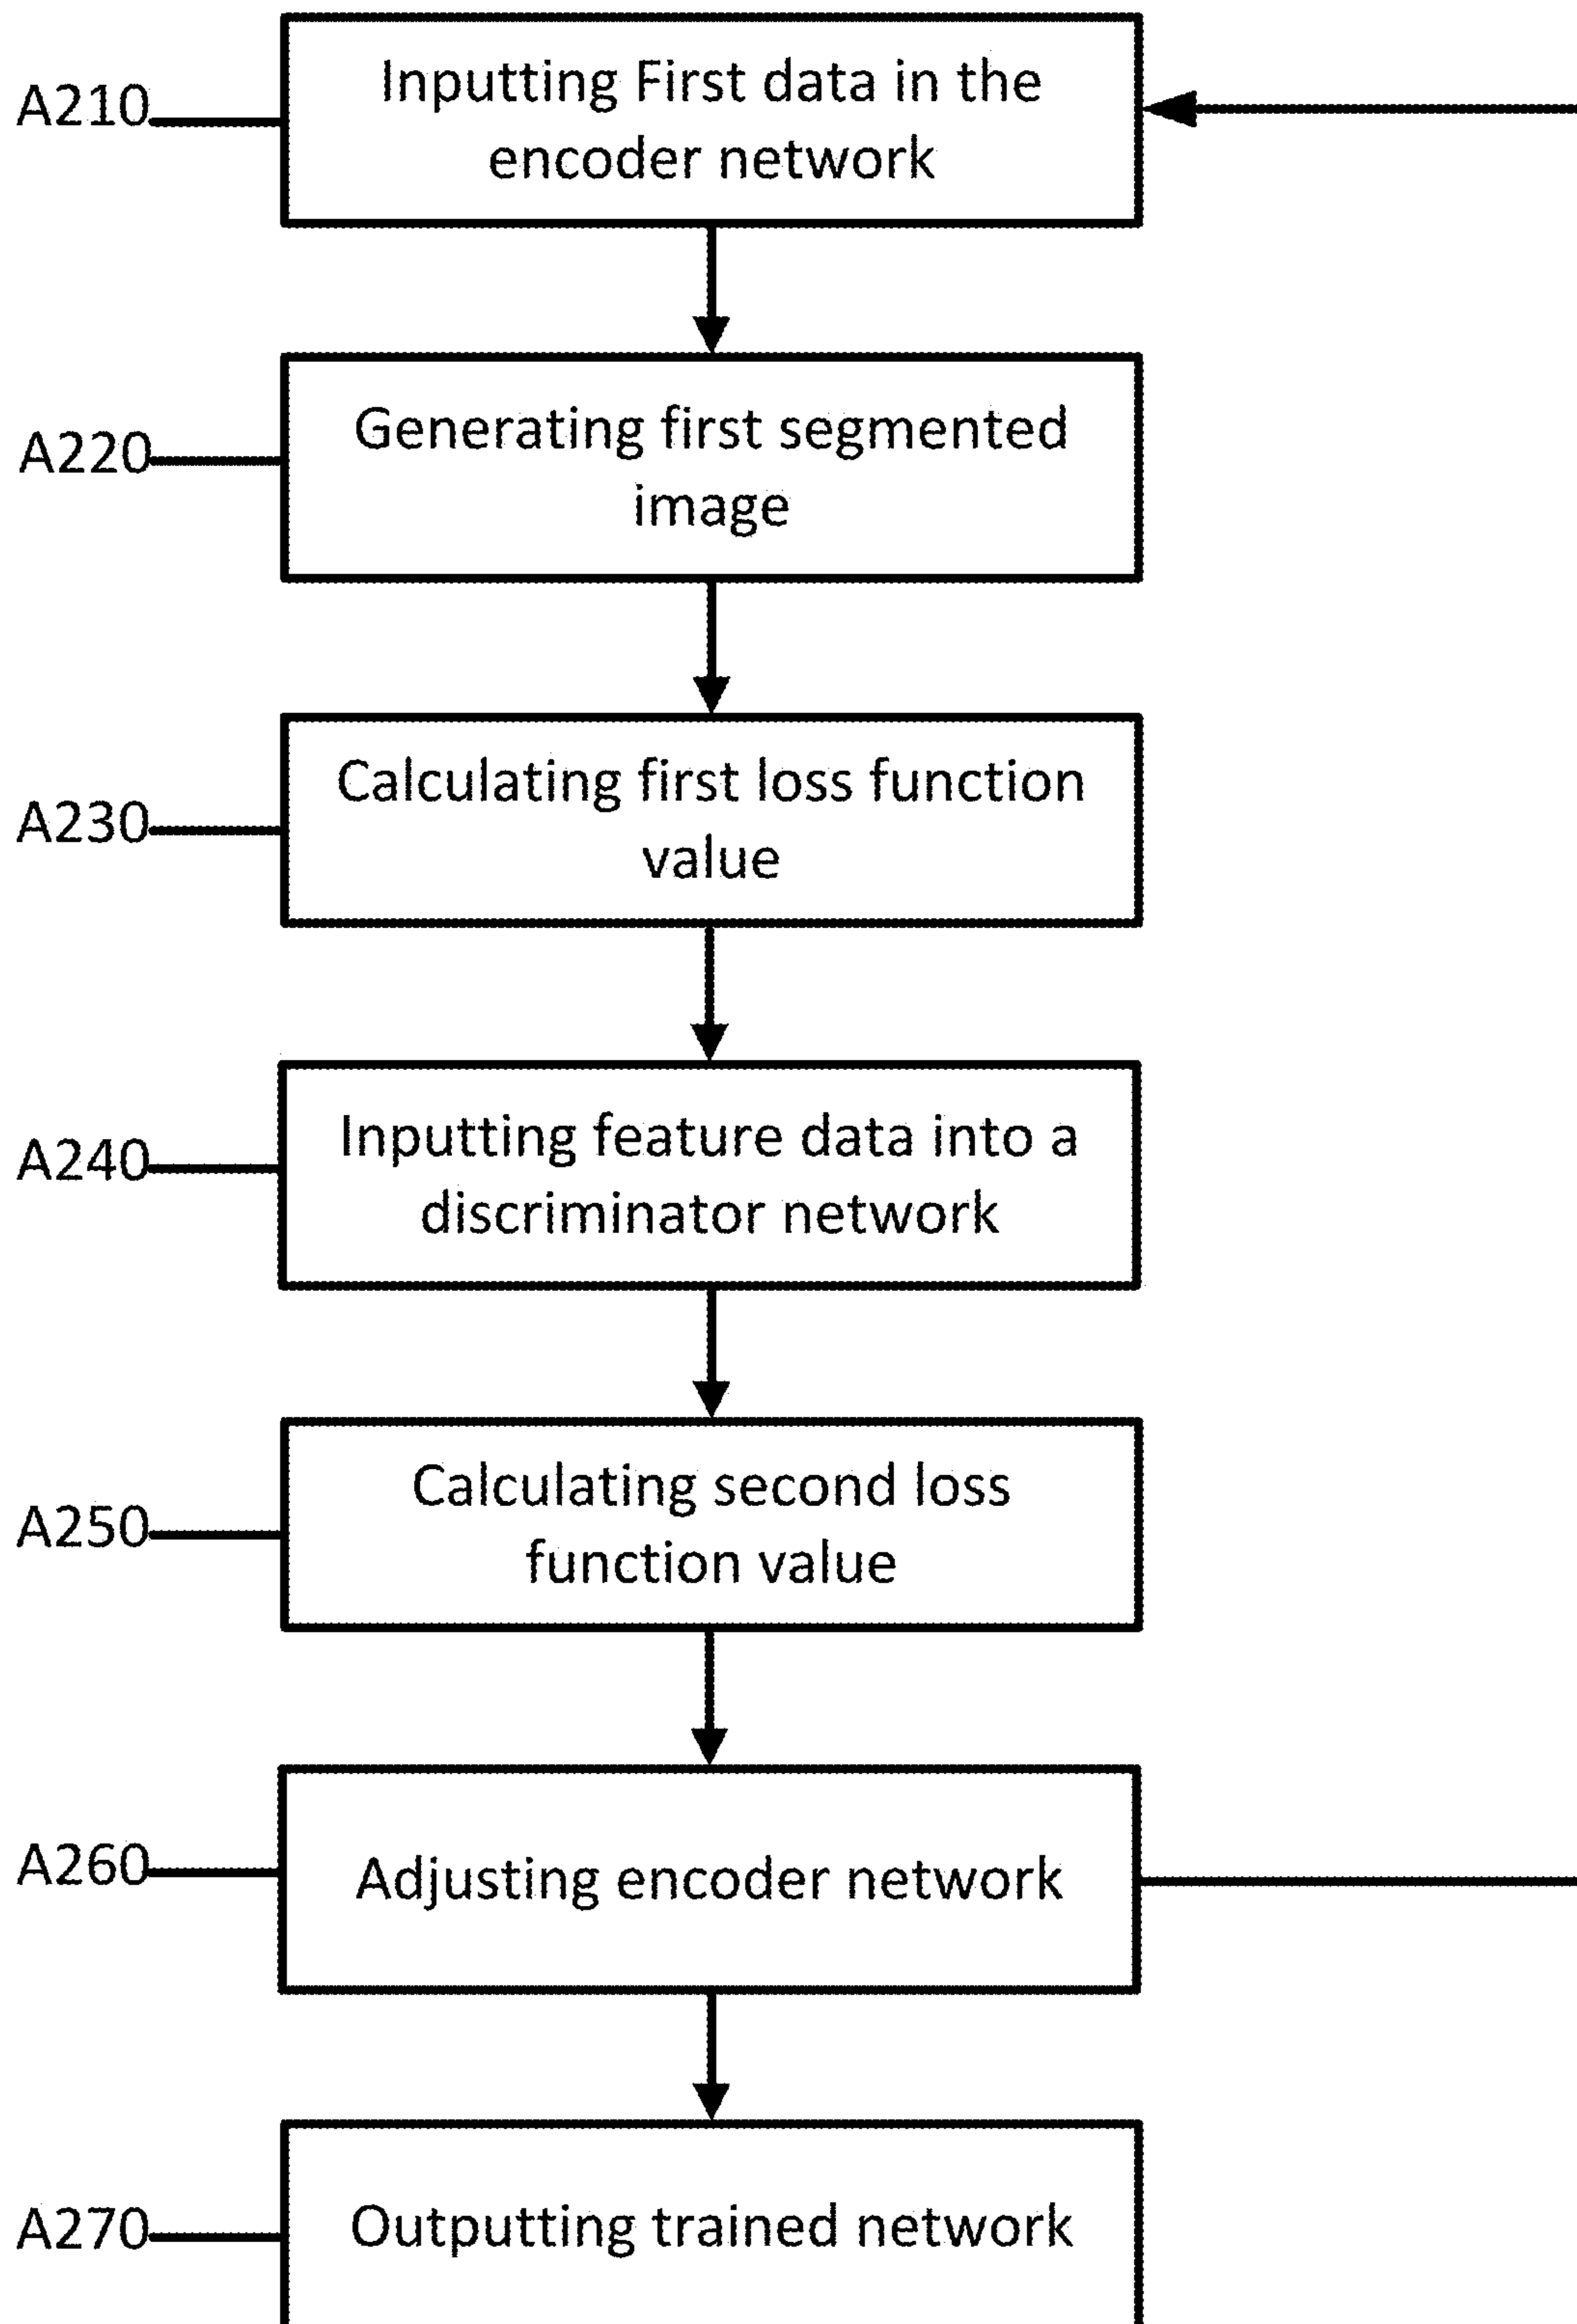 A210
Inputting First data in the
encoder network
A220
Generating first segmented
image
A230
Calculating first loss function
value
A240
Inputting feature data into a
discriminator network
A250
Calculating second loss
function value
A260
Adjusting encoder network
A270
Outputting trained network